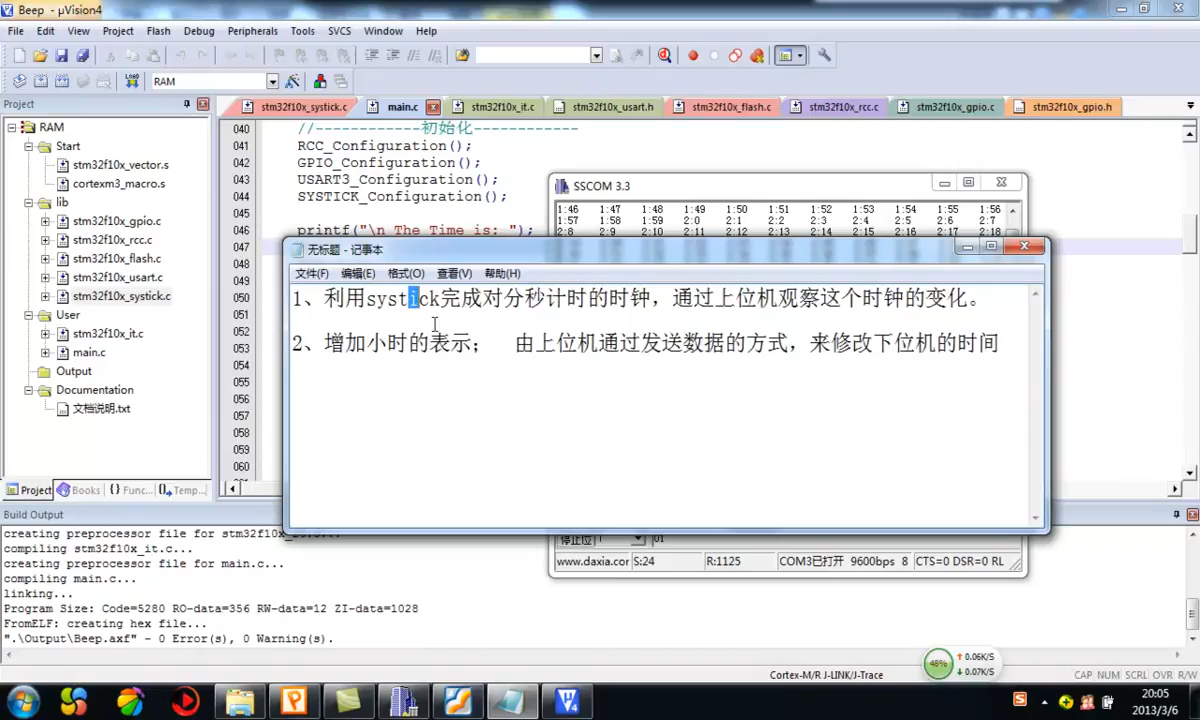 Beep - µVision4
File Edit View Project Flash Debug Peripherals Tools SVCS Window Help
RAM
Project
stm32f10x_systick.c main.c stm32f10x_it.c stm32f10x_usart.h stm32f10x_flash.c stm32f10x_rcc.c stm32f10x_gpio.c stm32f10x_gpio.h
RAM
Start
stm32f10x_vector.s
cortexm3_macro.s
lib
stm32f10x_gpio.c
stm32f10x_rcc.c
stm32f10x_flash.c
stm32f10x_usart.c
stm32f10x_systick.c
User
stm32f10x_it.c
main.c
Output
Documentation
文档说明.txt
Project Books {} Func... Temp...
040 //------------初始化------------
041 RCC_Configuration();
042 GPIO_Configuration();
043 USART3_Configuration();
044 SYSTICK_Configuration();
045
046 printf("\n The Time is: ");
047
048
049
050
051
052
053
054
055
056
057
058
059
060
SSCOM 3.3
1:46 1:47 1:48 1:49 1:50 1:51 1:52 1:53 1:54 1:55 1:56
1:57 1:58 1:59 2:0 2:1 2:2 2:3 2:4 2:5 2:6 2:7
2:8 2:9 2:10 2:11 2:12 2:13 2:14 2:15 2:16 2:17 2:18
无标题 - 记事本
文件(F) 编辑(E) 格式(O) 查看(V) 帮助(H)
1、利用systick完成对分秒计时的时钟，通过上位机观察这个时钟的变化。
2、增加小时的表示； 由上位机通过发送数据的方式，来修改下位机的时间
停止位 1 01
www.daxia.cor S:24 R:1125 COM3已打开 9600bps 8 CTS=0 DSR=0 RL
Build Output
compiling stm32f10x_it.c...
creating preprocessor file for main.c...
compiling main.c...
linking...
Program Size: Code=5280 RO-data=356 RW-data=12 ZI-data=1028
FromELF: creating hex file...
".\Output\Beep.axf" - 0 Error(s), 0 Warning(s).
48% 0.06K/S
0.07K/S
Cortex-M/R J-LINK/J-Trace CAP NUM SCRL OVR R/W
20:05
2013/3/6